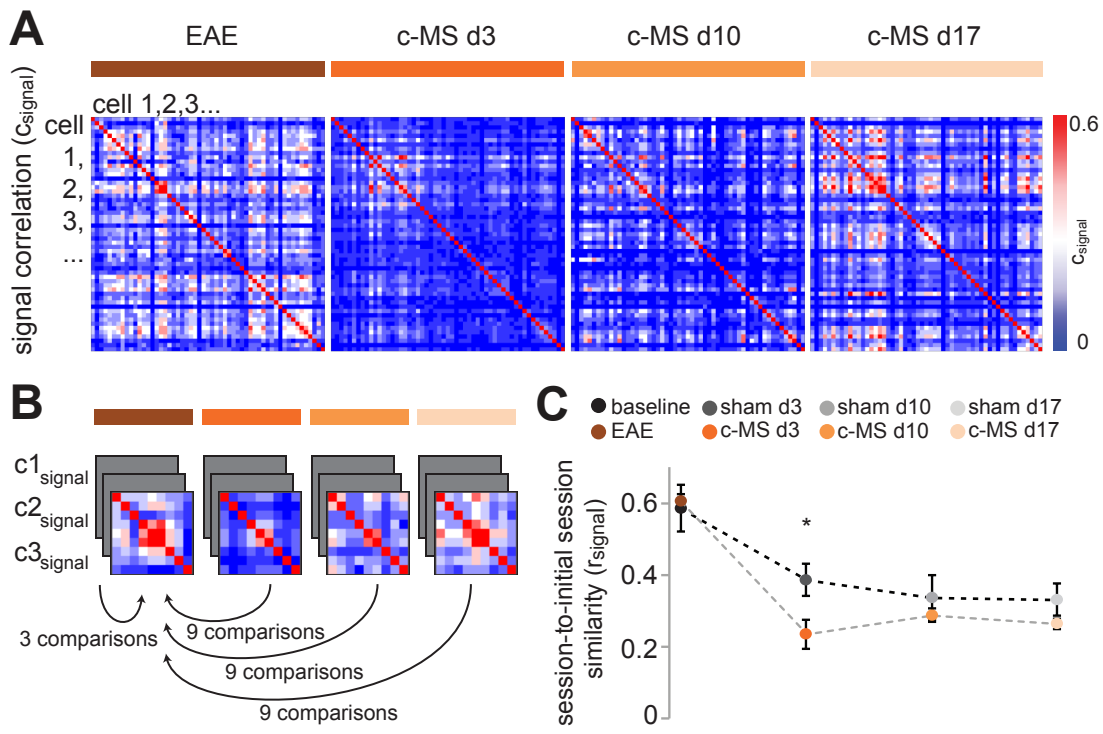 A
EAE
c-MS d3
c-MS d10
c-MS d17
signal correlation (csignal)
cell 1,2,3...
cell
1,
2,
3,
...
0.6
csignal
0
B
c1signal
c2signal
c3signal
3 comparisons
9 comparisons
9 comparisons
9 comparisons
C
baseline
sham d3
sham d10
sham d17
EAE
c-MS d3
c-MS d10
c-MS d17
session-to-initial session
similarity (rsignal)
0.6
0.4
0.2
0
*